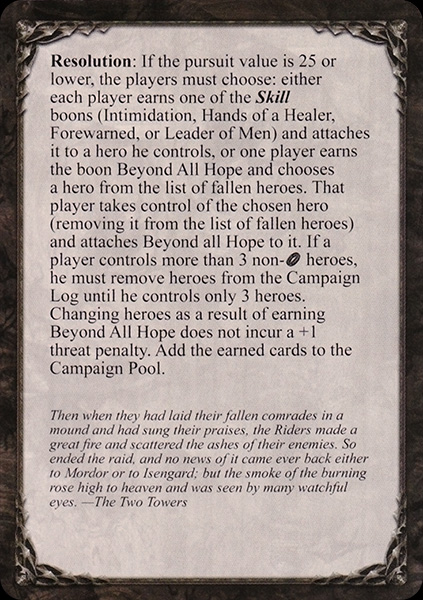 Resolution: If the pursuit value is 25 or
lower, the players must choose: either
each player earns one of the Skill
boons (Intimidation, Hands of a Healer,
Forewarned, or Leader of Men) and attaches
it to a hero he controls, or one player earns
the boon Beyond All Hope and chooses
a hero from the list of fallen heroes. That
player takes control of the chosen hero
(removing it from the list of fallen heroes)
and attaches Beyond all Hope to it. If a
player controls more than 3 non- heroes,
he must remove heroes from the Campaign
Log until he controls only 3 heroes.
Changing heroes as a result of earning
Beyond All Hope does not incur a +1
threat penalty. Add the earned cards to the
Campaign Pool.
Then when they had laid their fallen comrades in a
mound and had sung their praises, the Riders made a
great fire and scattered the ashes of their enemies. So
ended the raid, and no news of it came ever back either
to Mordor or to Isengard; but the smoke of the burning
rose high to heaven and was seen by many watchful
eyes. —The Two Towers